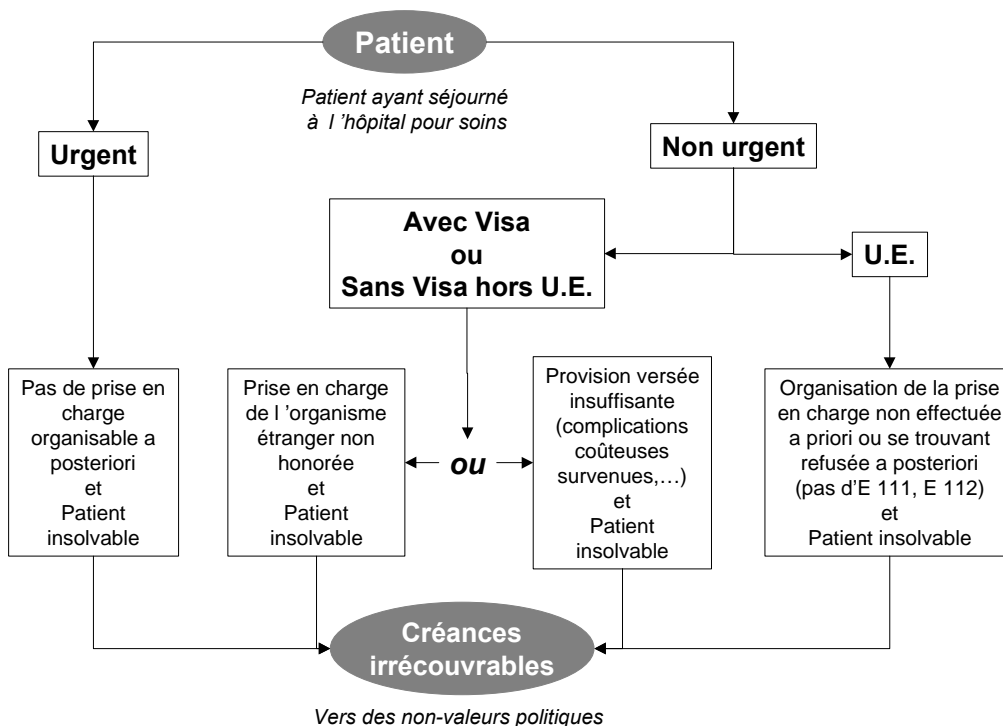 Patient
Patient ayant séjourné
à l 'hôpital pour soins
Urgent
Non urgent
Avec Visa
ou
Sans Visa hors U.E.
U.E.
Pas de prise en
charge
organisable a
posteriori
et
Patient
insolvable
Prise en charge
de l 'organisme
étranger non
honorée
et
Patient
insolvable
ou
Provision versée
insuffisante
(complications
coûteuses
survenues,…)
et
Patient
insolvable
Organisation de la prise
en charge non effectuée
a priori ou se trouvant
refusée a posteriori
(pas d'E 111, E 112)
et
Patient insolvable
Créances
irrécouvrables
Vers des non-valeurs politiques